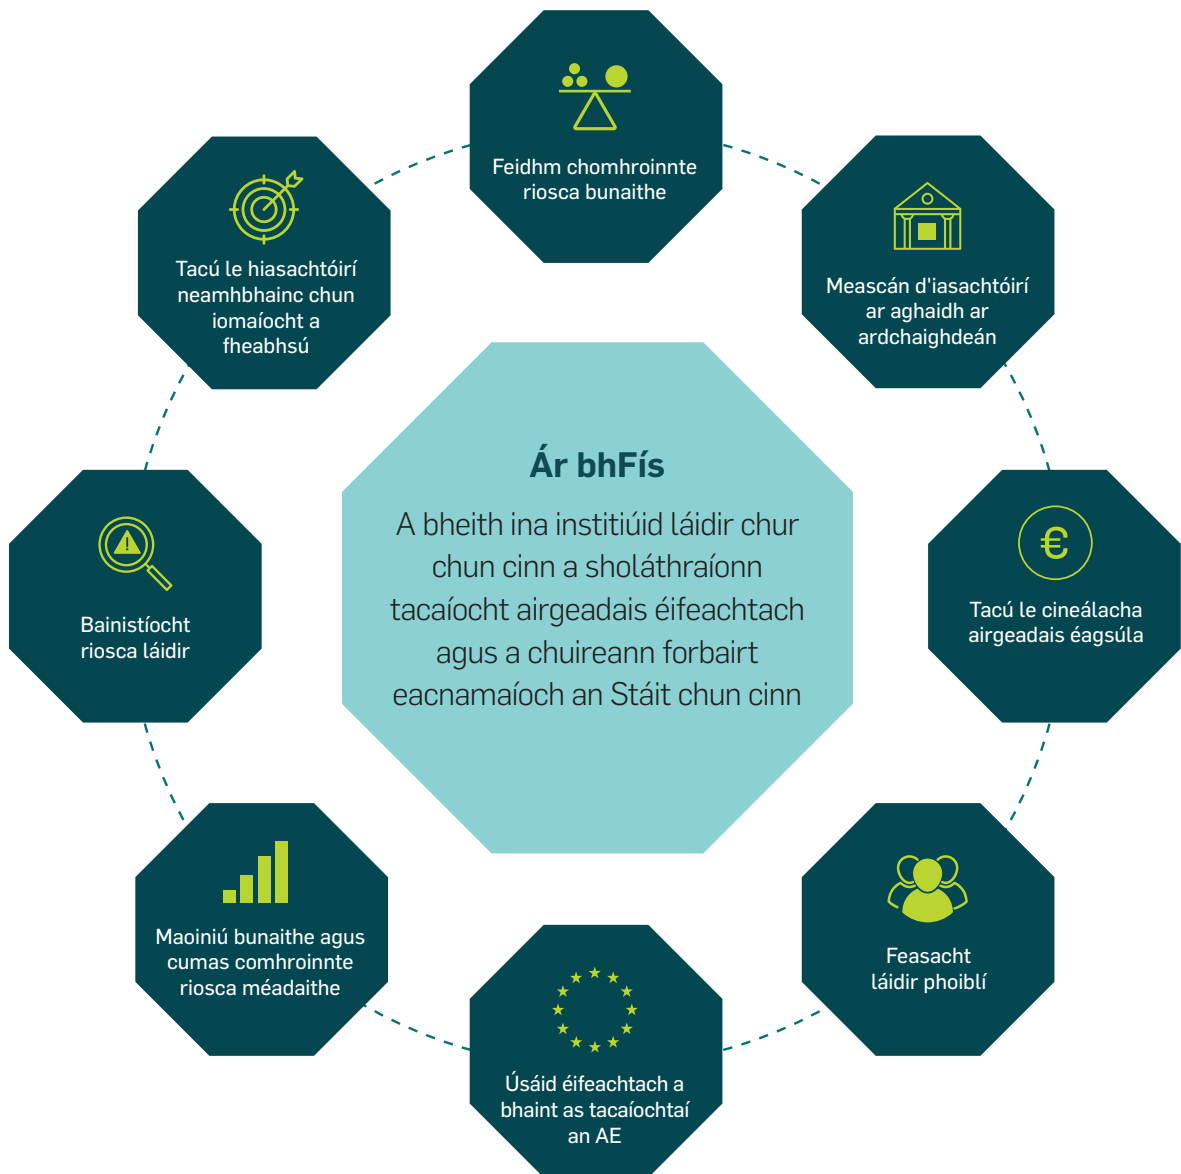 Feidhm chomhroinnte
riosca bunaithe
Meascán d'iasachtóirí
ar aghaidh ar
ardchaighdeán
Tacú le cineálacha
airgeadais éagsúla
Feasacht
láidir phoiblí
Úsáid éifeachtach a
bhaint as tacaíochtaí
an AE
Maoiniú bunaithe agus
cumas comhroinnte
riosca méadaithe
Bainistíocht
riosca láidir
Tacú le hiasachtóirí
neamhbhainc chun
iomaíocht a
fheabhsú
Ár bhFís
A bheith ina institiúid láidir chur
chun cinn a sholáthraíonn
tacaíocht airgeadais éifeachtach
agus a chuireann forbairt
eacnamaíoch an Stáit chun cinn
€